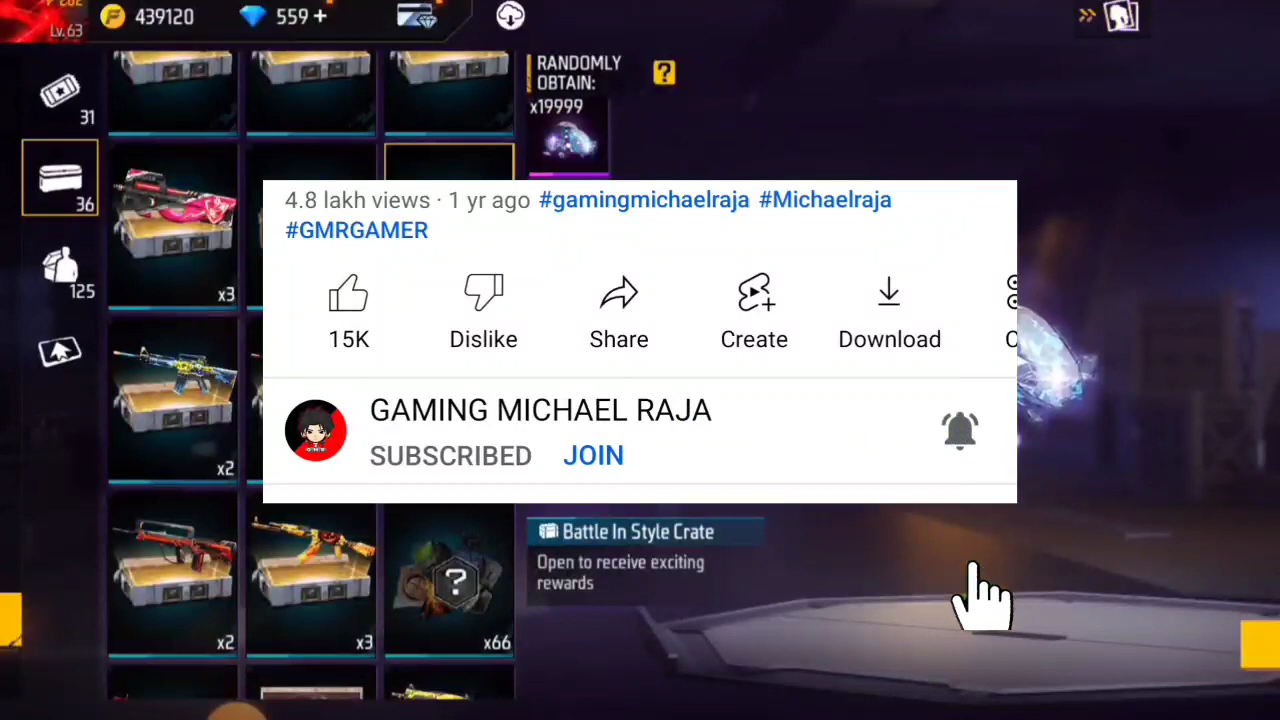 Lv.63
439120
559 +
31
36
125
RANDOMLY
OBTAIN:
?
x19999
4.8 lakh views · 1 yr ago #gamingmichaelraja #Michaelraja
#GMRGAMER
15K
Dislike
Share
Create
Download
GAMING MICHAEL RAJA
SUBSCRIBED JOIN
x3
x2
x2
x3
?
x66
Battle In Style Crate
Open to receive exciting
rewards